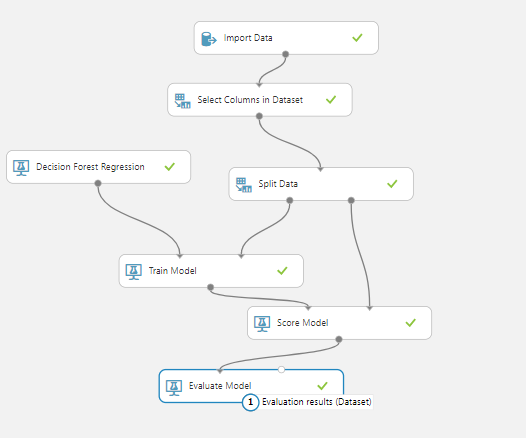 Import Data
Select Columns in Dataset
Decision Forest Regression
Split Data
Train Model
Score Model
Evaluate Model
1 Evaluation results (Dataset)